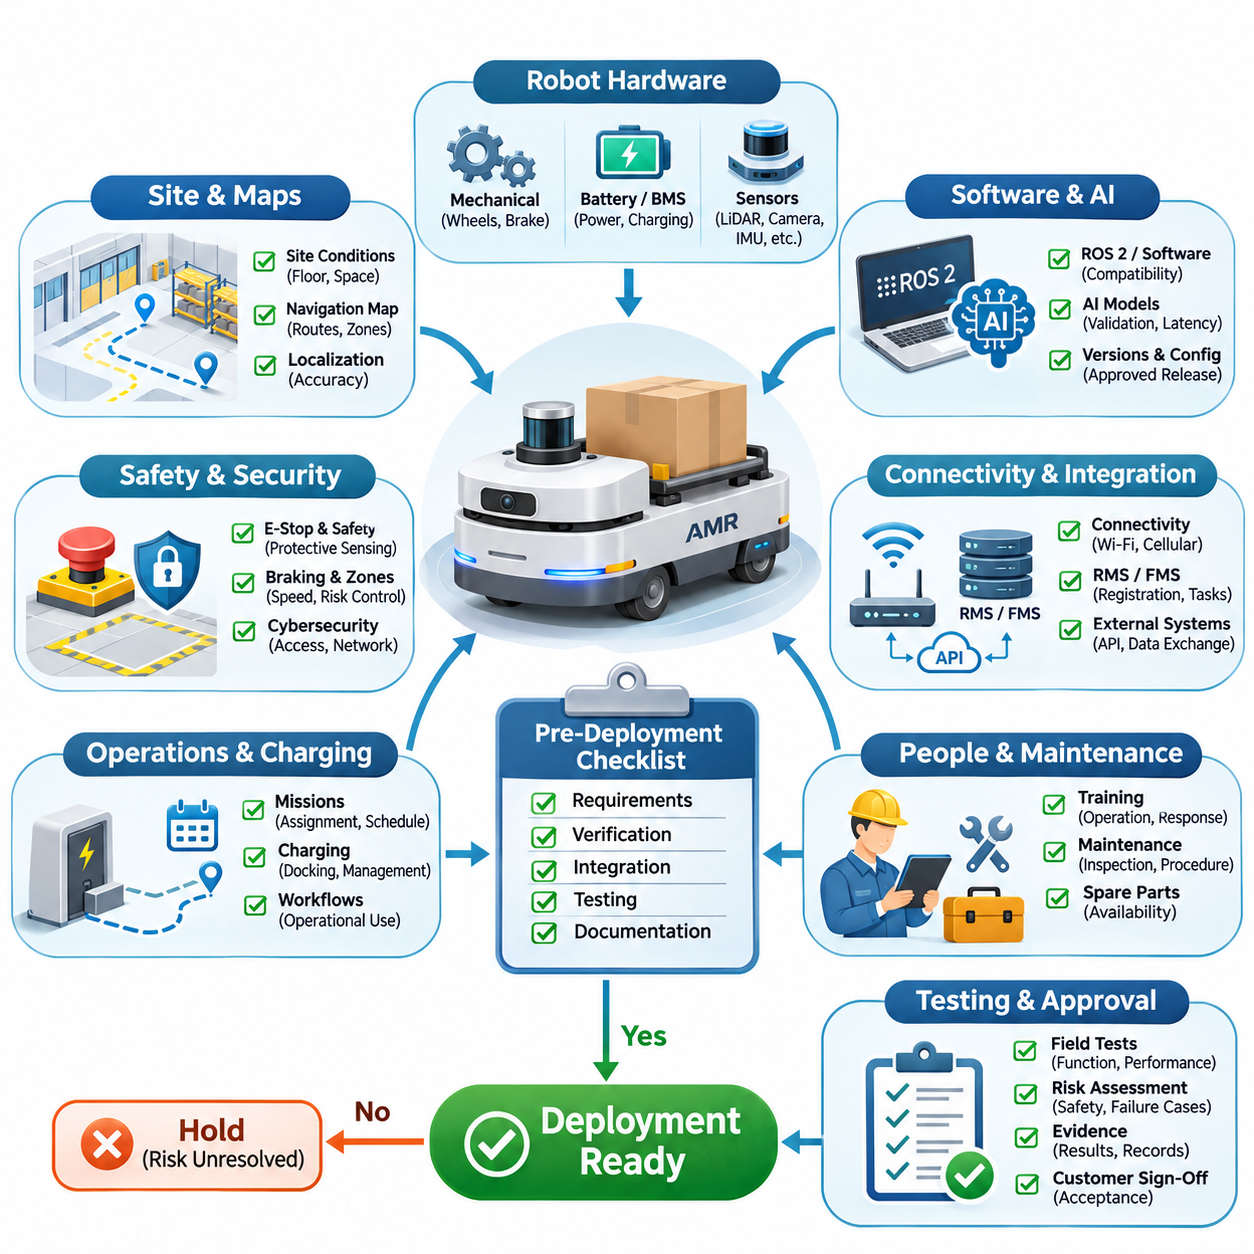 Robot Hardware
Mechanical
(Wheels, Brake)
Battery / BMS
(Power, Charging)
Sensors
(LiDAR, Camera,
IMU, etc.)
Site & Maps
Site Conditions
(Floor, Space)
Navigation Map
(Routes, Zones)
Localization
(Accuracy)
Software & AI
ROS 2
AI
ROS 2 / Software
(Compatibility)
AI Models
(Validation, Latency)
Versions & Config
(Approved Release)
Safety & Security
E-Stop & Safety
(Protective Sensing)
Braking & Zones
(Speed, Risk Control)
Cybersecurity
(Access, Network)
AMR
Connectivity & Integration
RMS / FMS
API
Connectivity
(Wi-Fi, Cellular)
RMS / FMS
(Registration, Tasks)
External Systems
(API, Data Exchange)
Operations & Charging
Missions
(Assignment, Schedule)
Charging
(Docking, Management)
Workflows
(Operational Use)
Pre-Deployment
Checklist
Requirements
Verification
Integration
Testing
Documentation
People & Maintenance
Training
(Operation, Response)
Maintenance
(Inspection, Procedure)
Spare Parts
(Availability)
Testing & Approval
Field Tests
(Function, Performance)
Risk Assessment
(Safety, Failure Cases)
Evidence
(Results, Records)
Customer Sign-Off
(Acceptance)
Yes
Deployment
Ready
No
Hold
(Risk Unresolved)